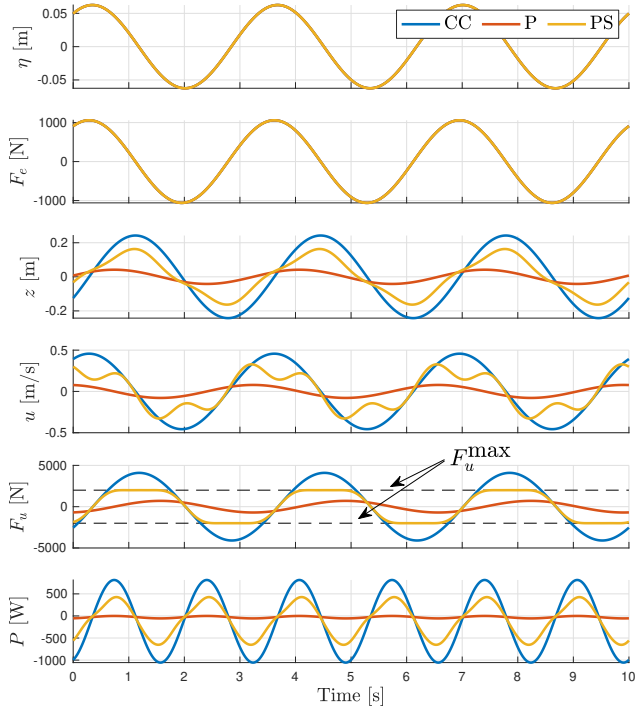 CC P PS
0.05
0
-0.05
η [m]
1000
0
-1000
F_e [N]
0.2
0
-0.2
z [m]
0.5
0
-0.5
u [m/s]
F_u^max
5000
0
-5000
F_u [N]
500
0
-500
-1000
P [W]
0 1 2 3 4 5 6 7 8 9 10
Time [s]